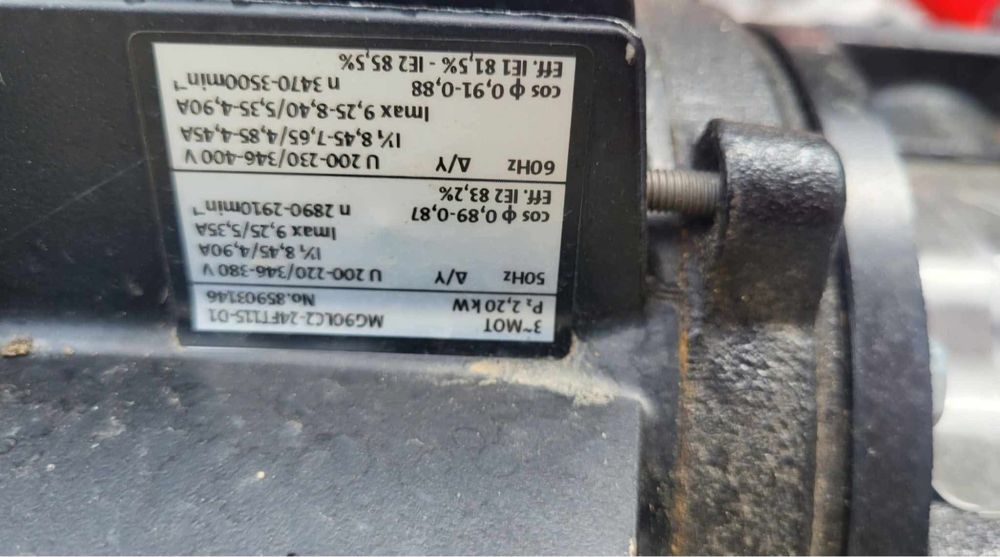 3~MOT MG90LC2-24FT115-D1
P₂ 2,20 kW No.85903146
50Hz Δ/Y U 200-220/346-380 V
I⅟₁ 8,45/4,90A
Imax 9,25/5,35A
cos ϕ 0,89-0,87 n 2890-2910min⁻¹
Eff. IE2 83,2%
60Hz Δ/Y U 200-230/346-400 V
I⅟₁ 8,45-7,65/4,85-4,45A
Imax 9,25-8,40/5,35-4,90A
cos ϕ 0,91-0,88 n 3470-3500min⁻¹
Eff. IE1 81,5% - IE2 85,5%